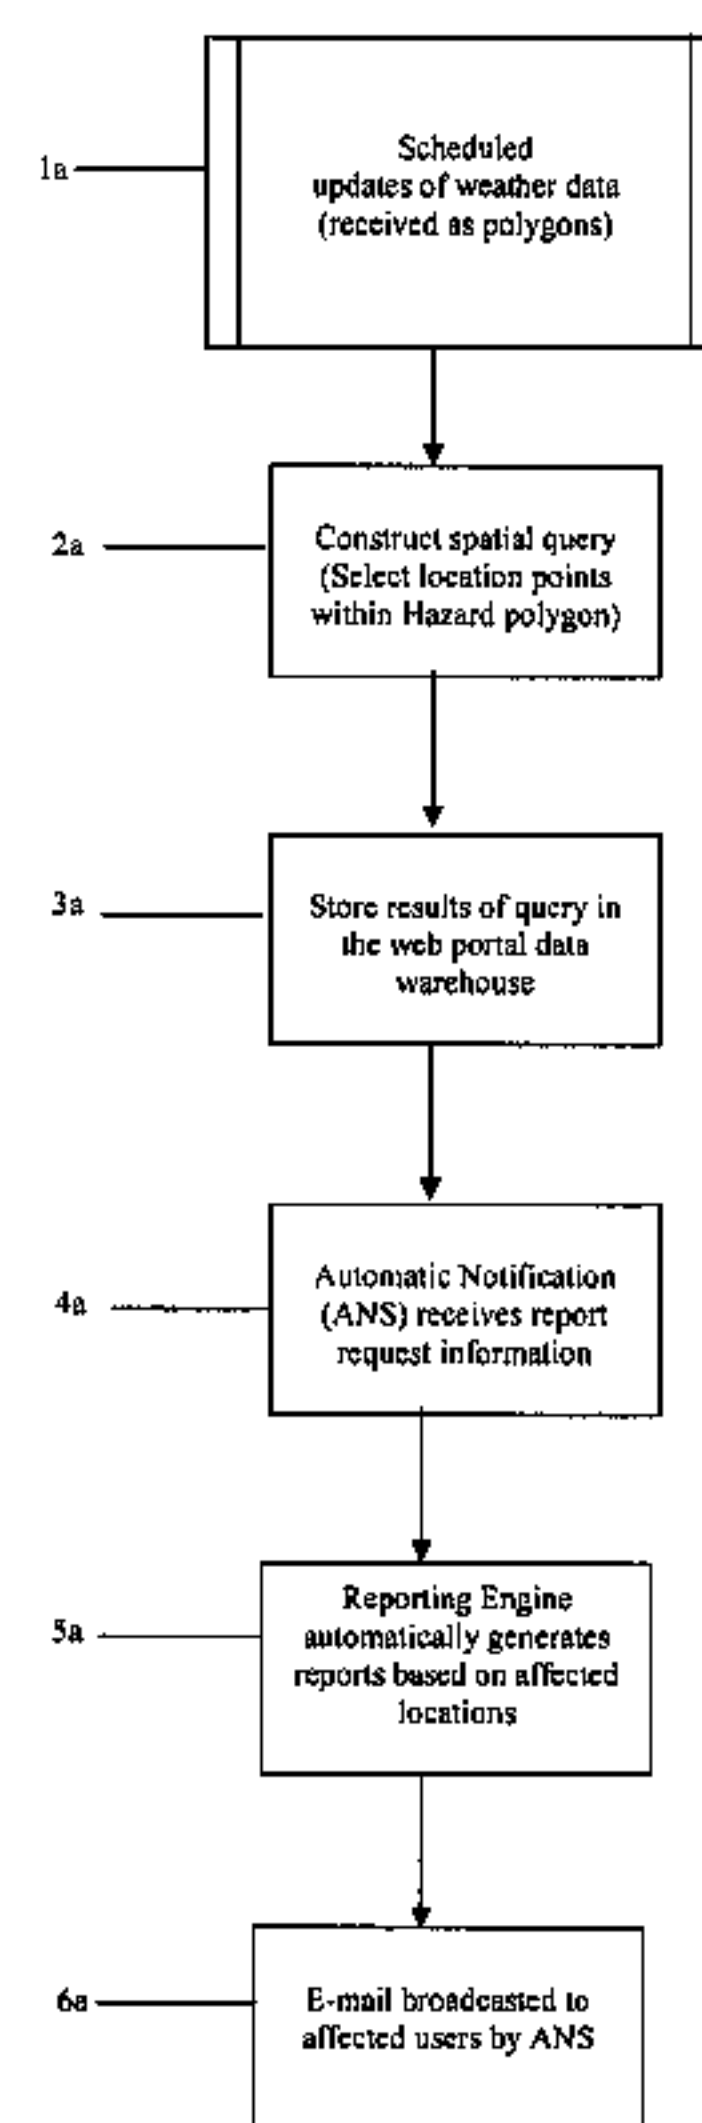 1a
Scheduled
updates of weather data
(received as polygons)
2a
Construct spatial query
(Select location points
within Hazard polygon)
3a
Store results of query in
the web portal data
warehouse
4a
Automatic Notification
(ANS) receives report
request information
5a
Reporting Engine
automatically generates
reports based on affected
locations
6a
E-mail broadcasted to
affected users by ANS